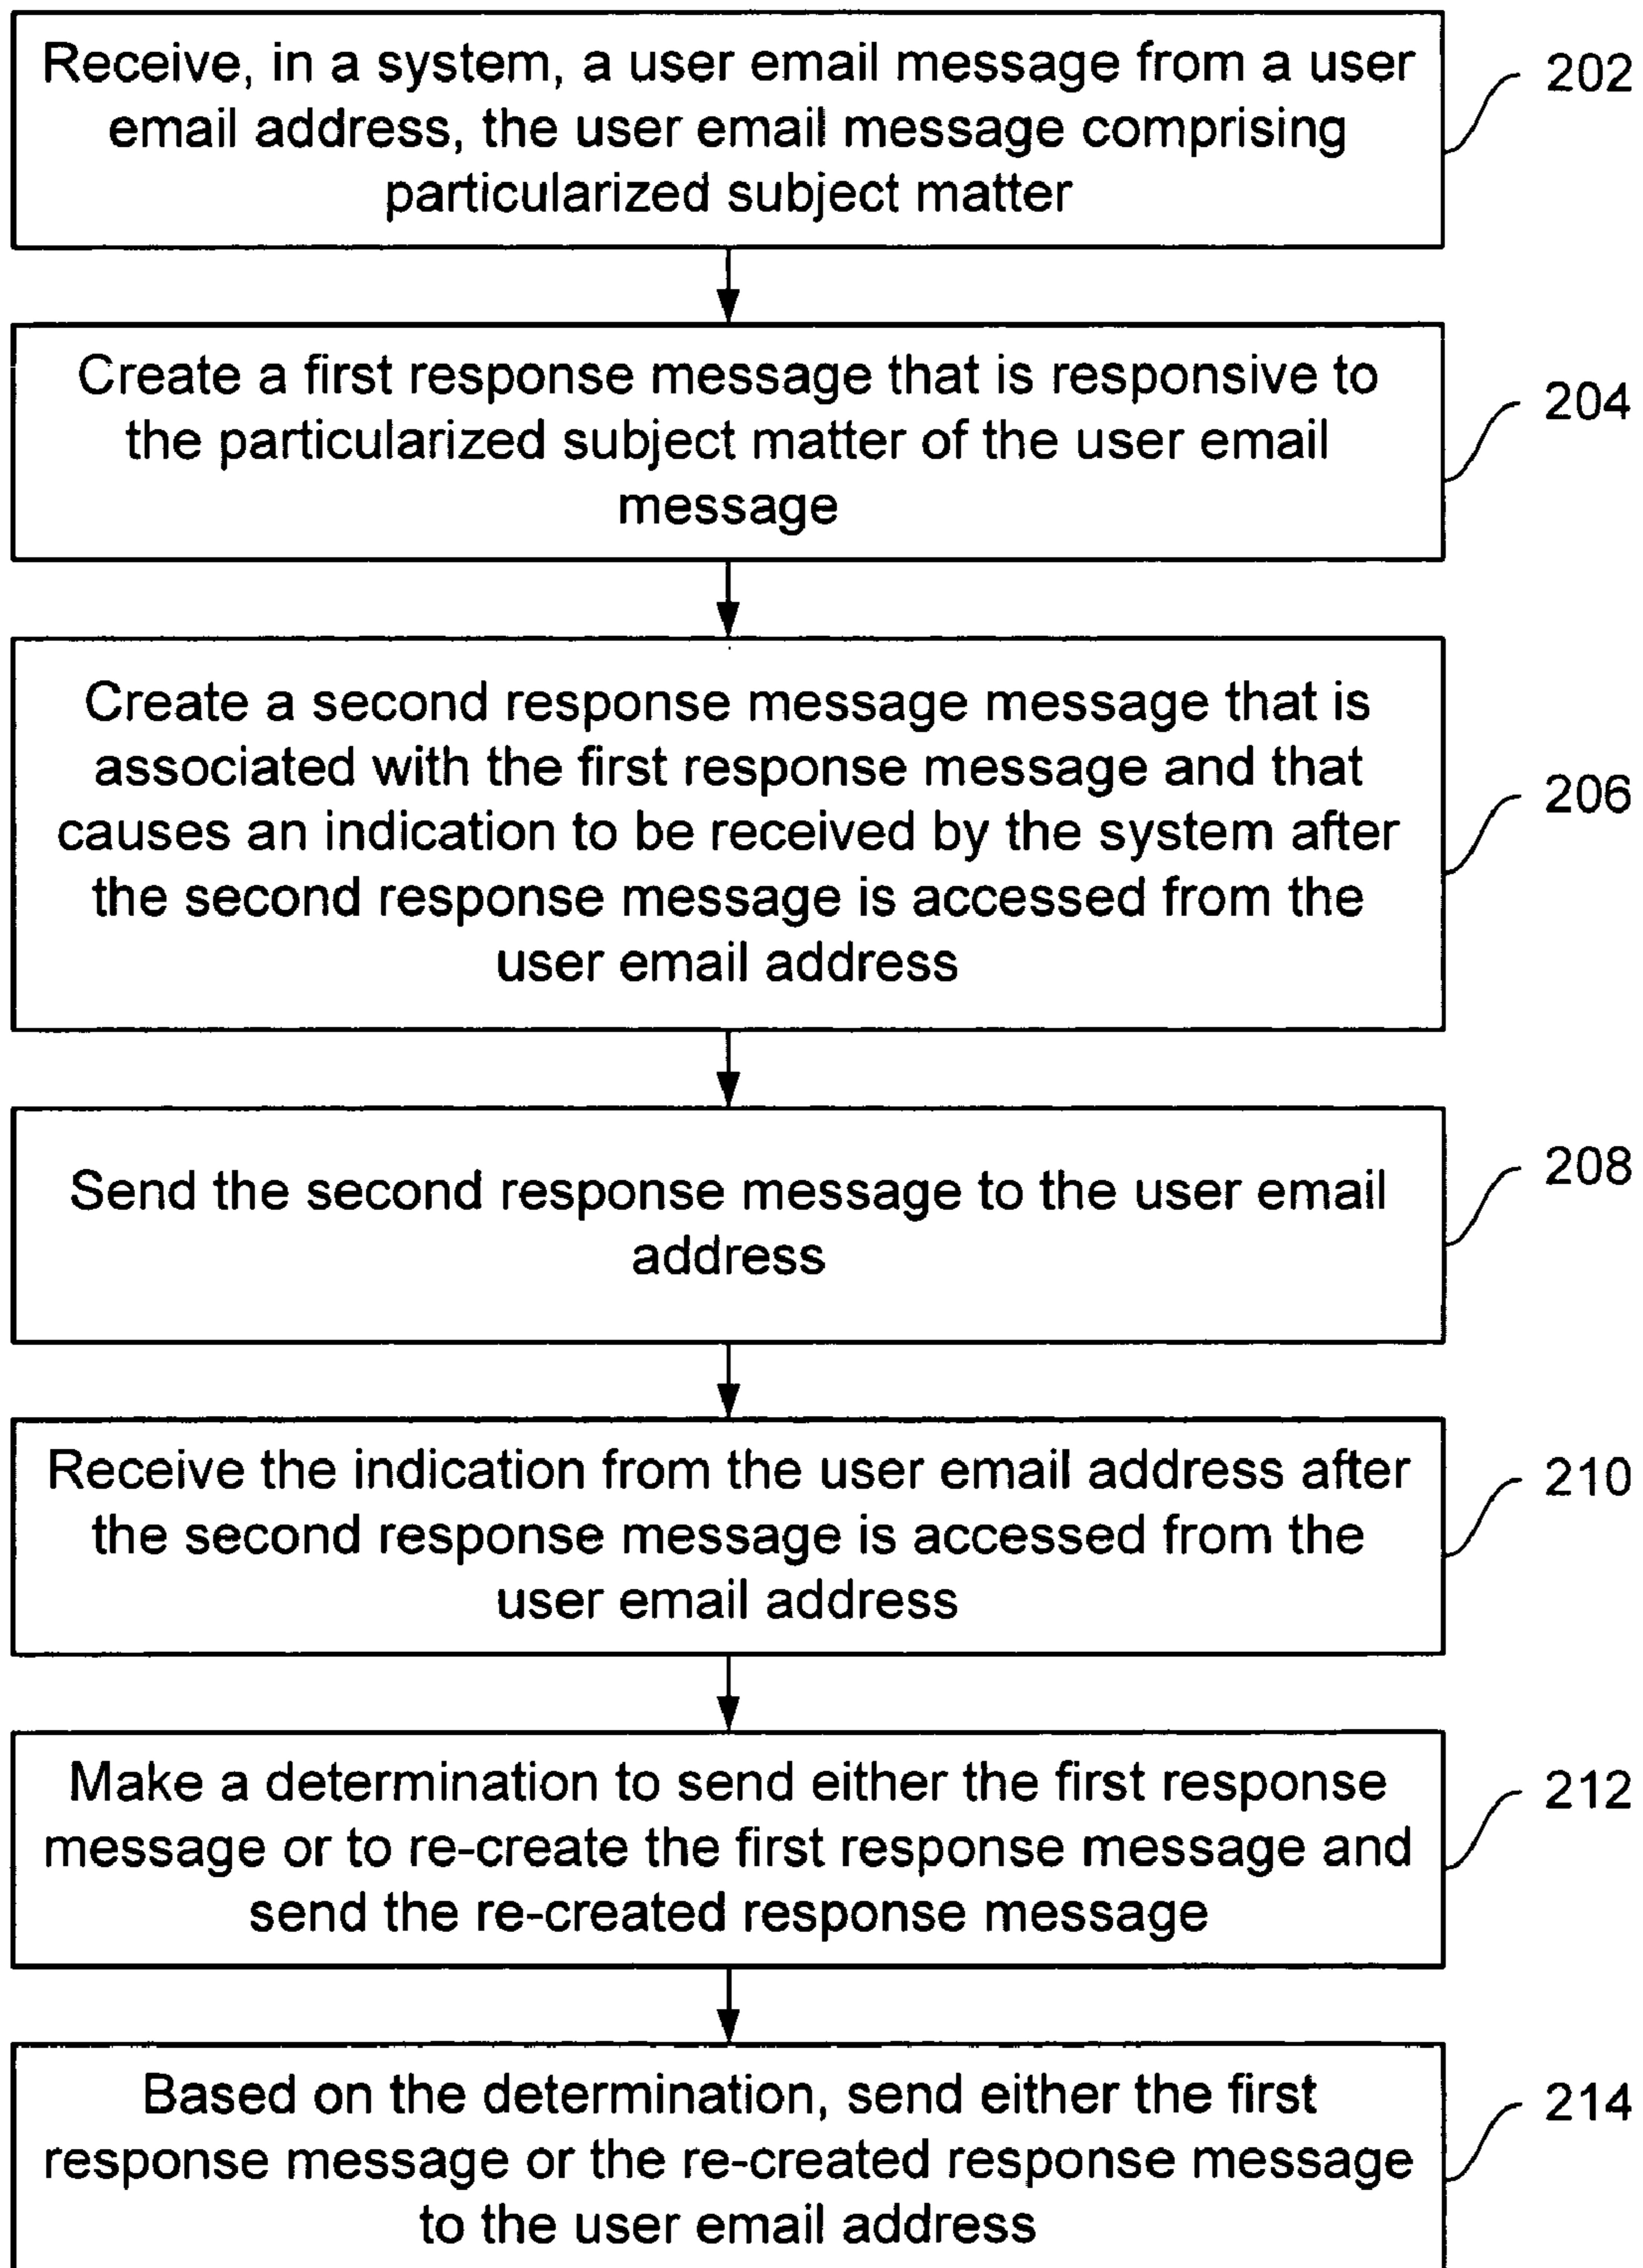 Receive, in a system, a user email message from a user
email address, the user email message comprising
particularized subject matter
202
Create a first response message that is responsive to
the particularized subject matter of the user email
message
204
Create a second response message message that is
associated with the first response message and that
causes an indication to be received by the system after
the second response message is accessed from the
user email address
206
Send the second response message to the user email
address
208
Receive the indication from the user email address after
the second response message is accessed from the
user email address
210
Make a determination to send either the first response
message or to re-create the first response message and
send the re-created response message
212
Based on the determination, send either the first
response message or the re-created response message
to the user email address
214